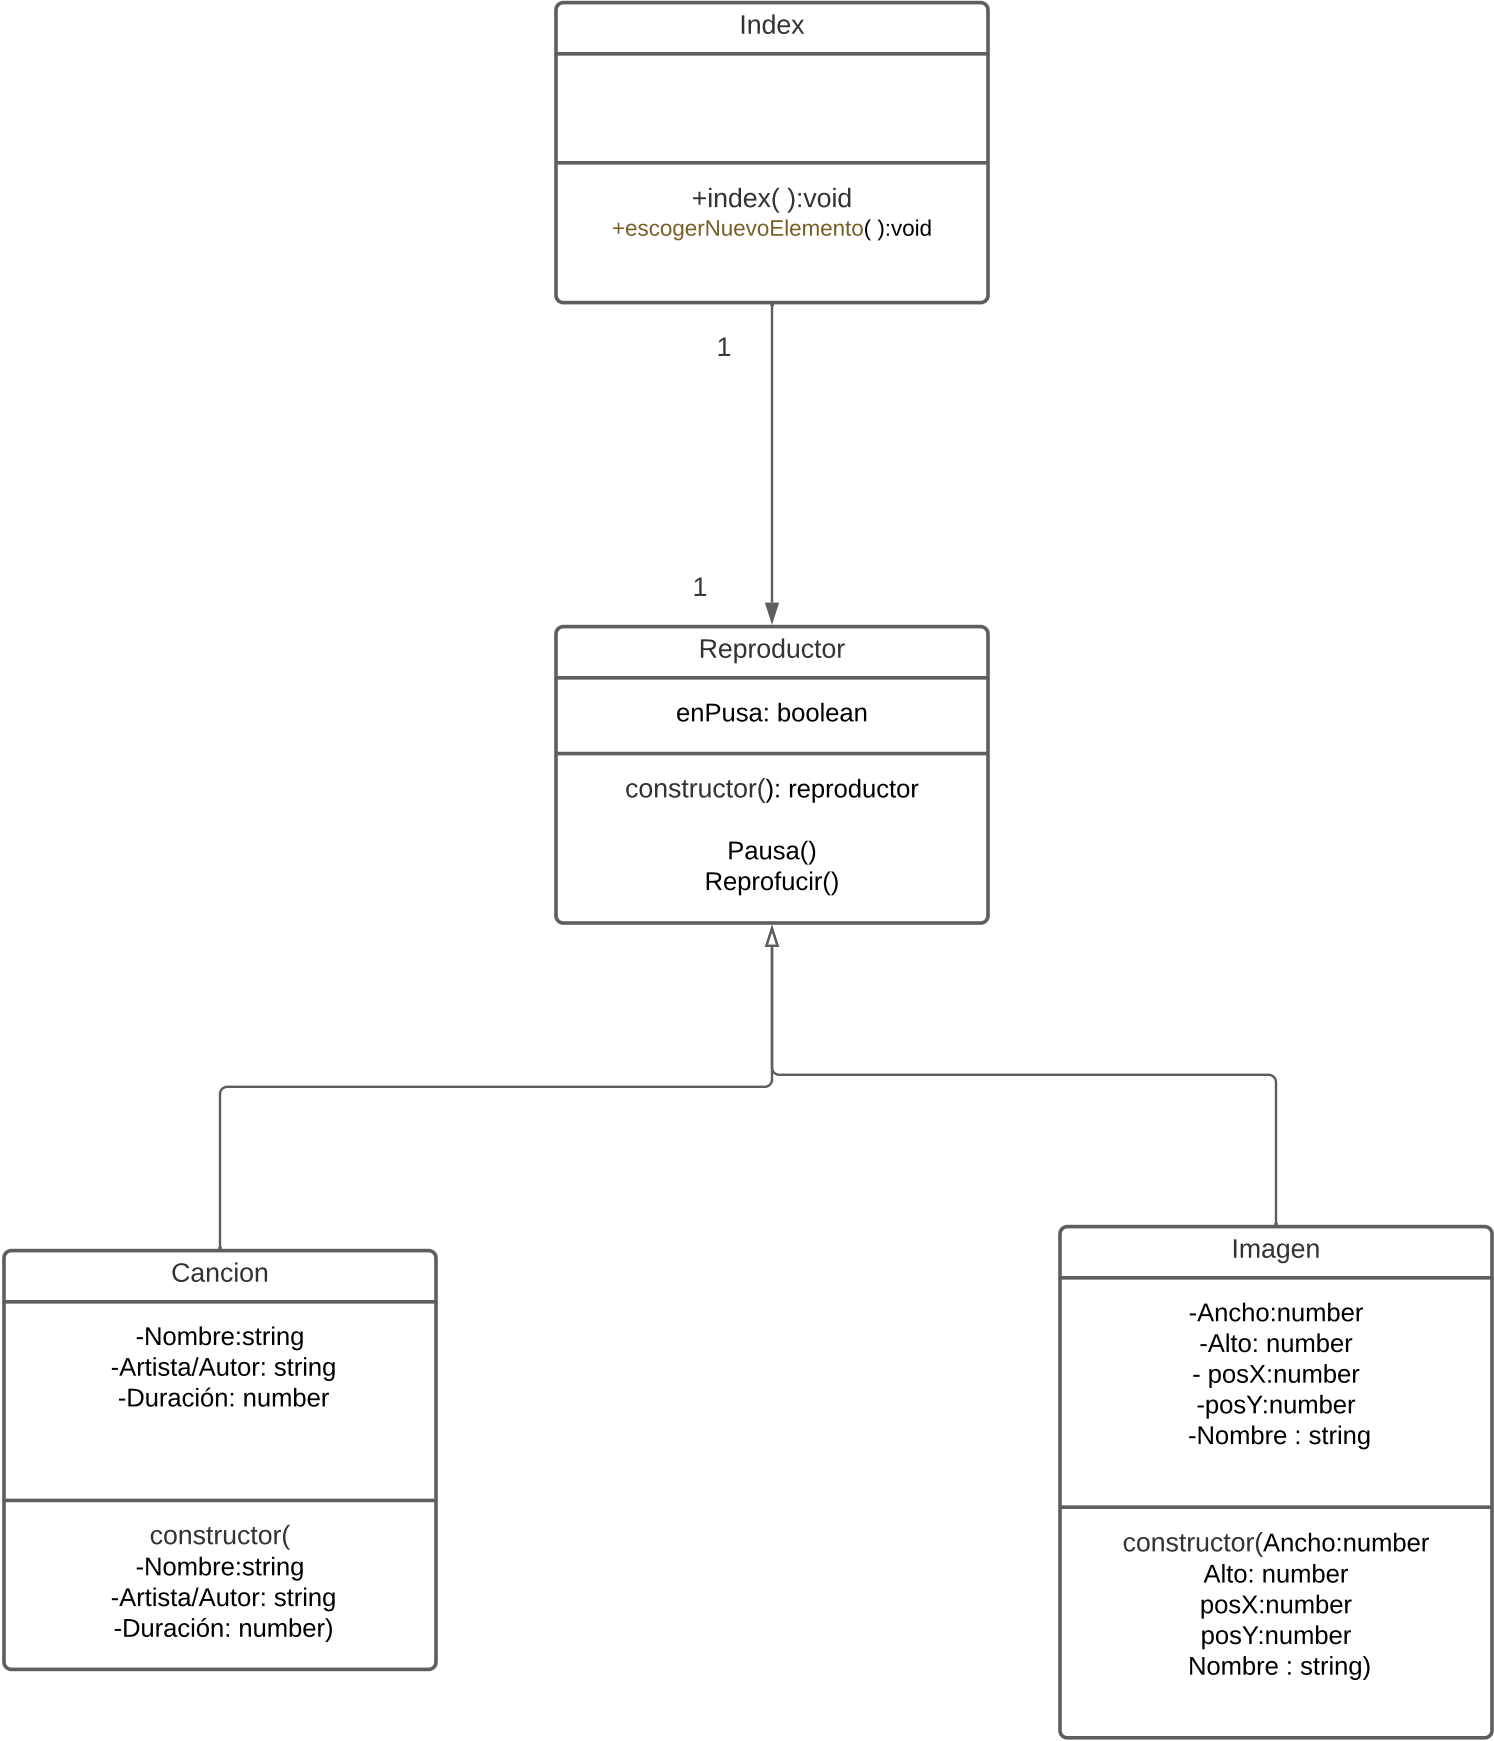 Index
+index( ):void
+escogerNuevoElemento( ):void
1
1
Reproductor
enPusa: boolean
constructor(): reproductor
Pausa()
Reprofucir()
Cancion
-Nombre:string
-Artista/Autor: string
-Duración: number
constructor(
-Nombre:string
-Artista/Autor: string
-Duración: number)
Imagen
-Ancho:number
-Alto: number
- posX:number
-posY:number
-Nombre : string
constructor(Ancho:number
Alto: number
posX:number
posY:number
Nombre : string)